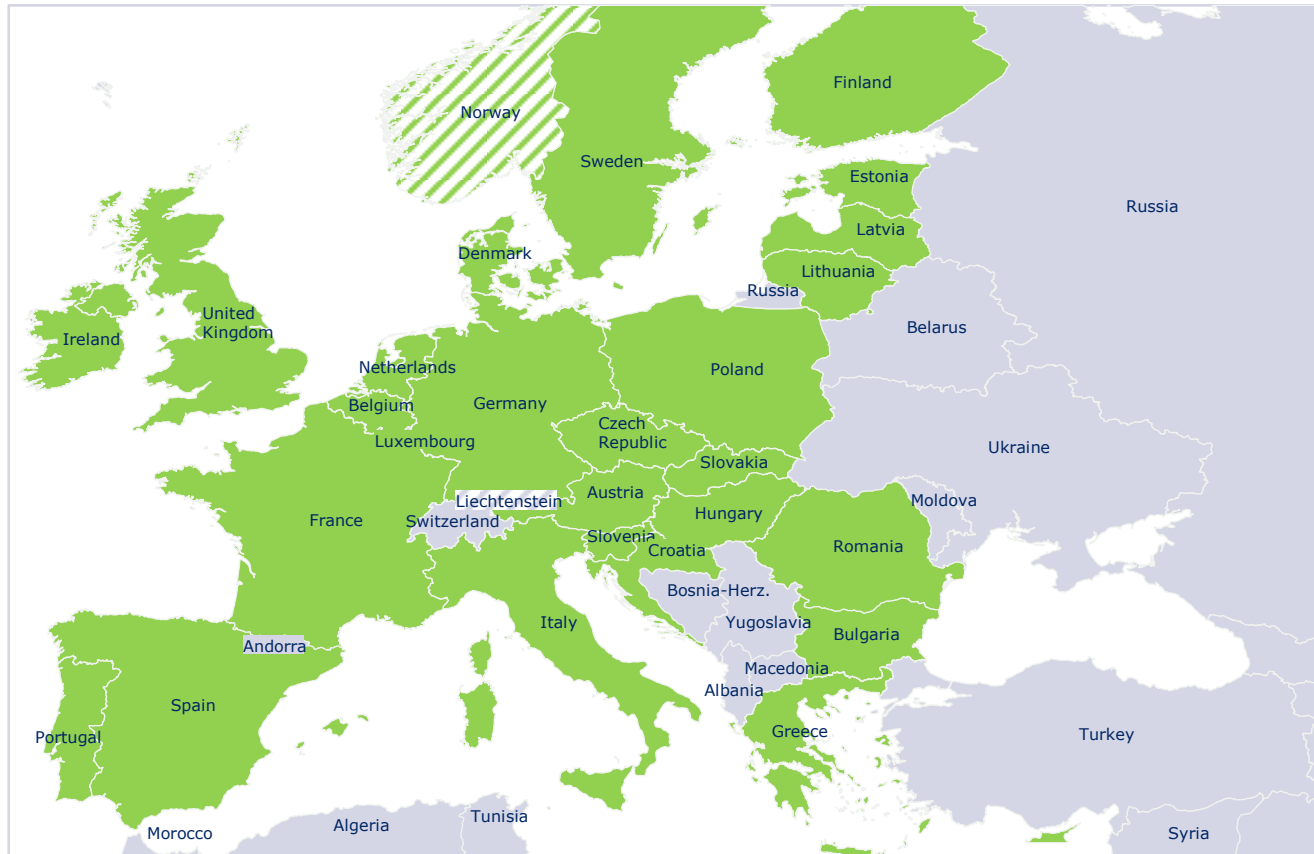 Finland
Norway
Sweden
Estonia
Russia
Latvia
Denmark
Lithuania
Russia
United
Kingdom
Belarus
Ireland
Netherlands
Poland
Belgium
Germany
Czech
Republic
Luxembourg
Ukraine
Slovakia
Austria
Liechtenstein
Moldova
Hungary
France
Switzerland
Slovenia
Croatia
Romania
Bosnia-Herz.
Italy
Yugoslavia
Bulgaria
Andorra
Macedonia
Albania
Spain
Greece
Portugal
Turkey
Tunisia
Algeria
Morocco
Syria